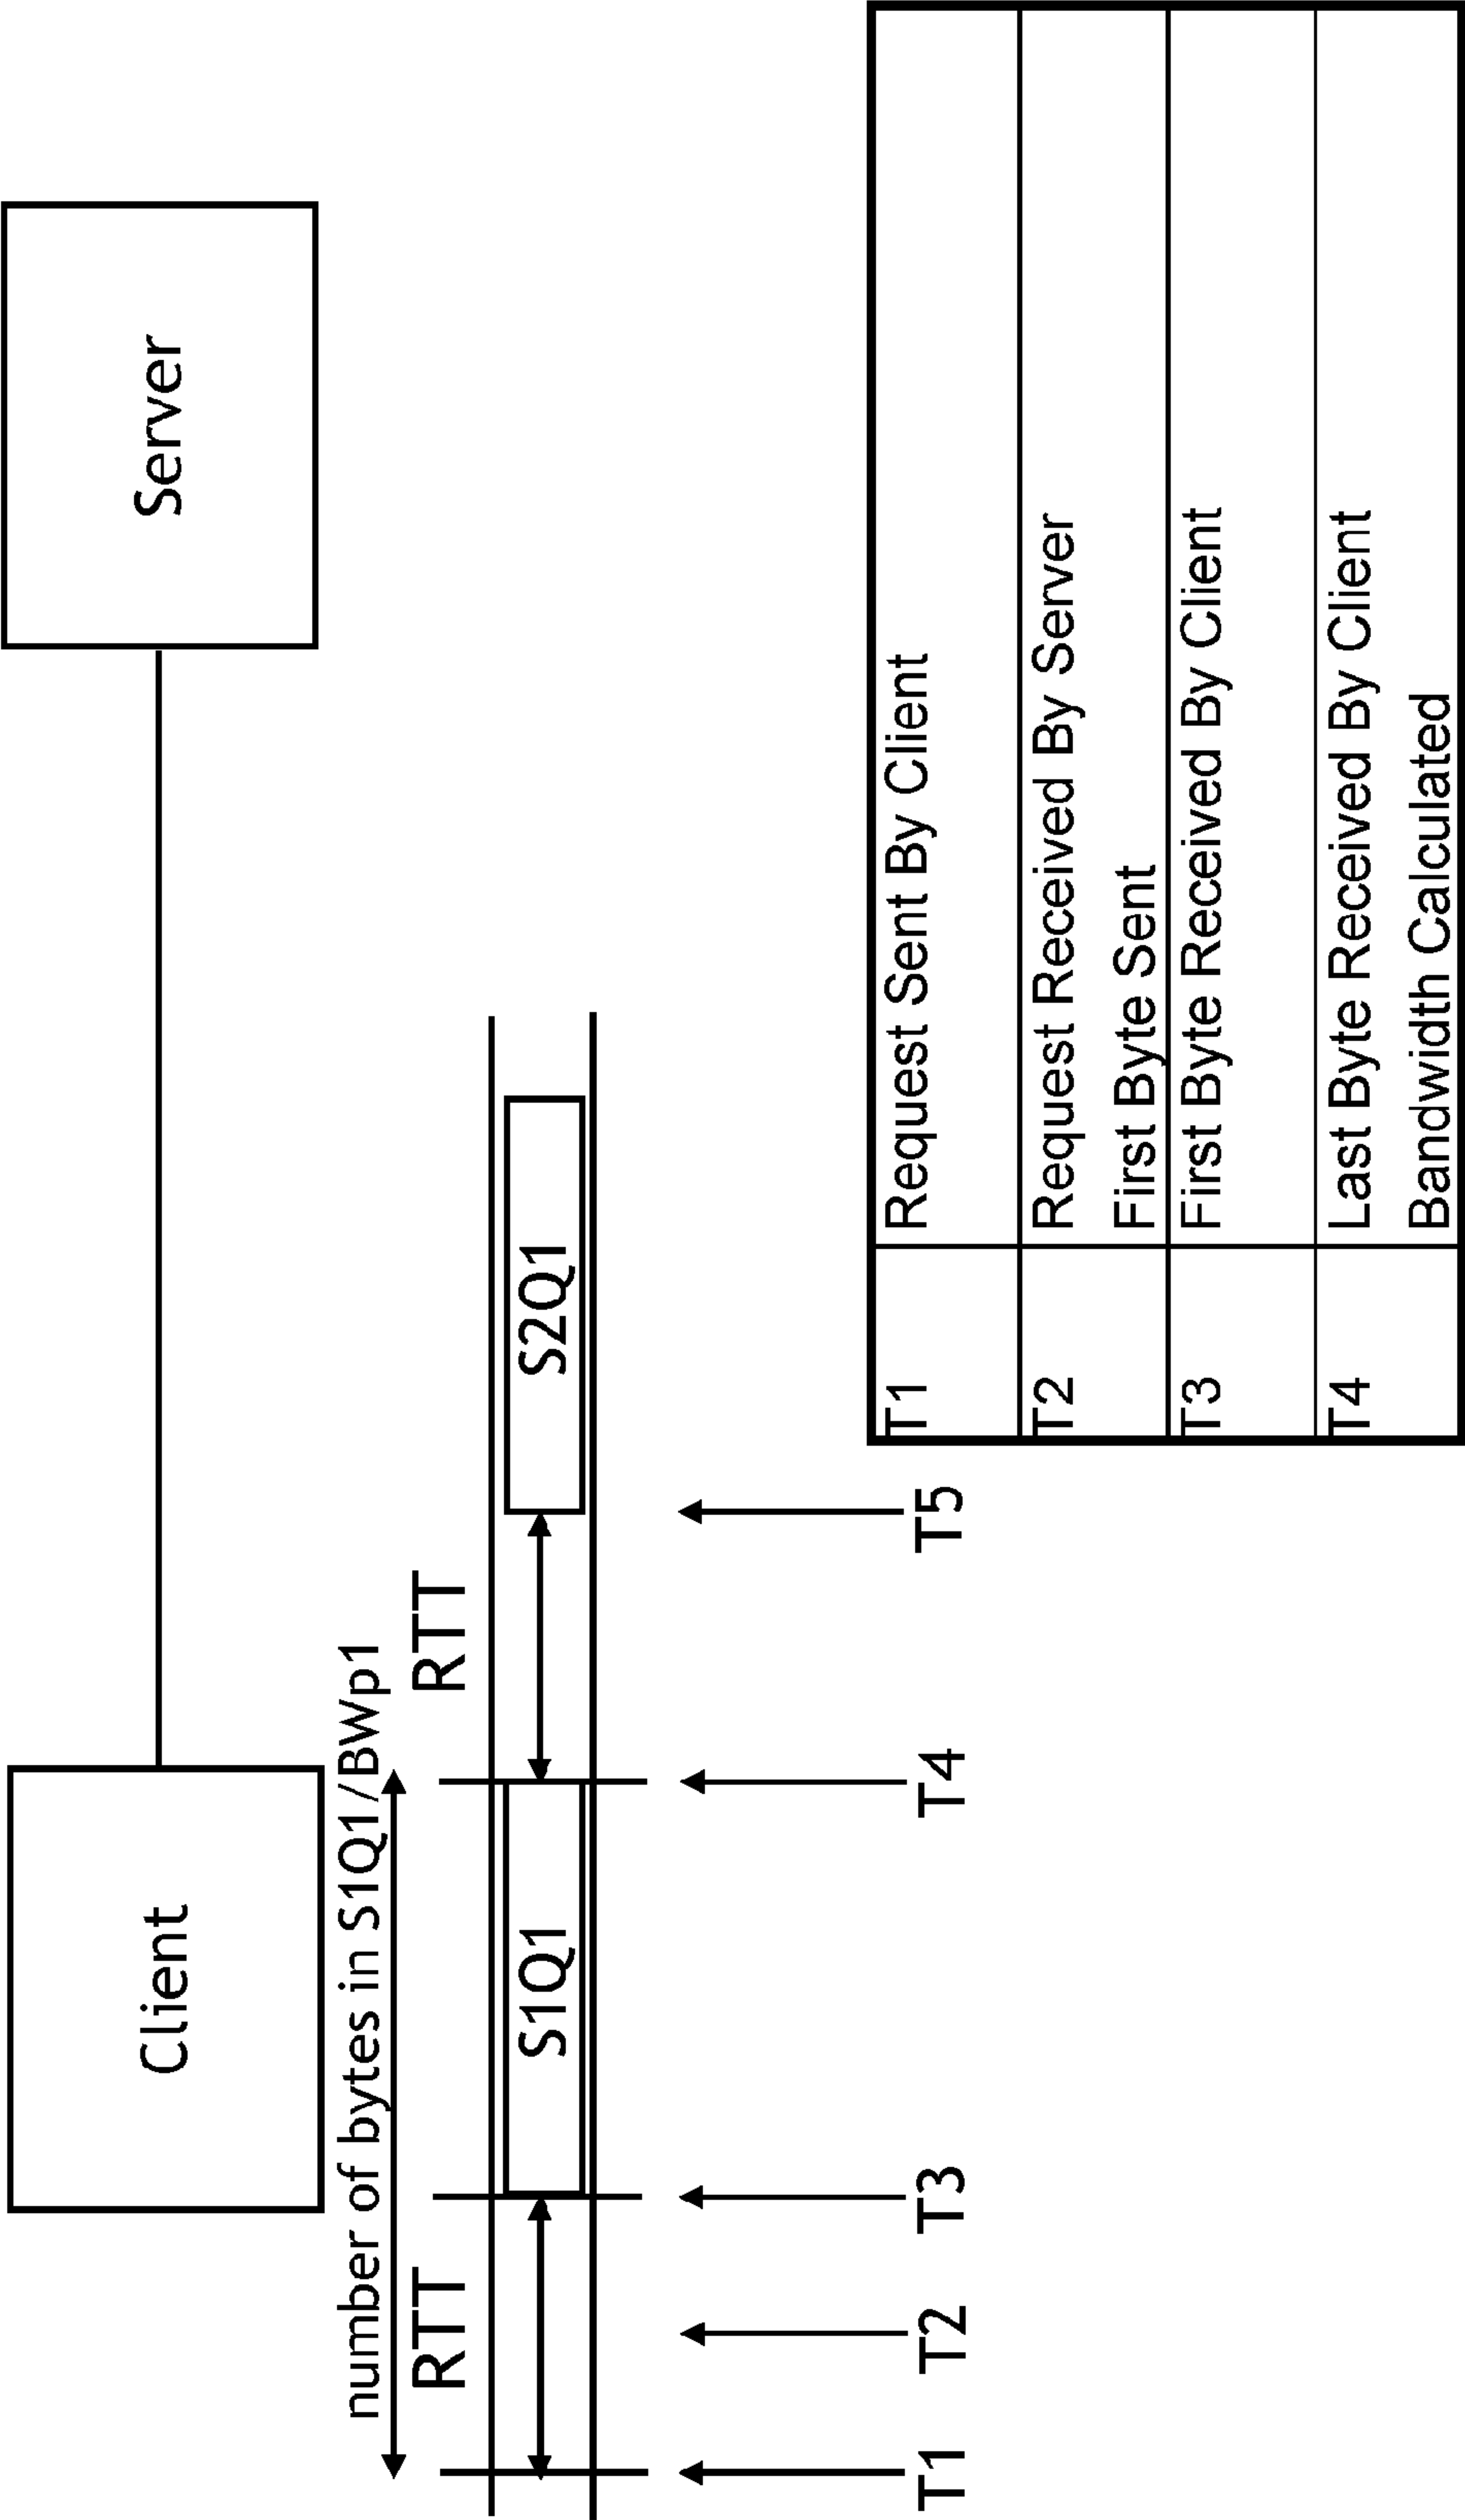 Client
Server
number of bytes in S1Q1/BWp1
RTT
RTT
S1Q1
S2Q1
T1
T2
T3
T4
T5
T1
Request Sent By Client
T2
Request Received By Server
First Byte Sent
T3
First Byte Received By Client
T4
Last Byte Received By Client
Bandwidth Calculated